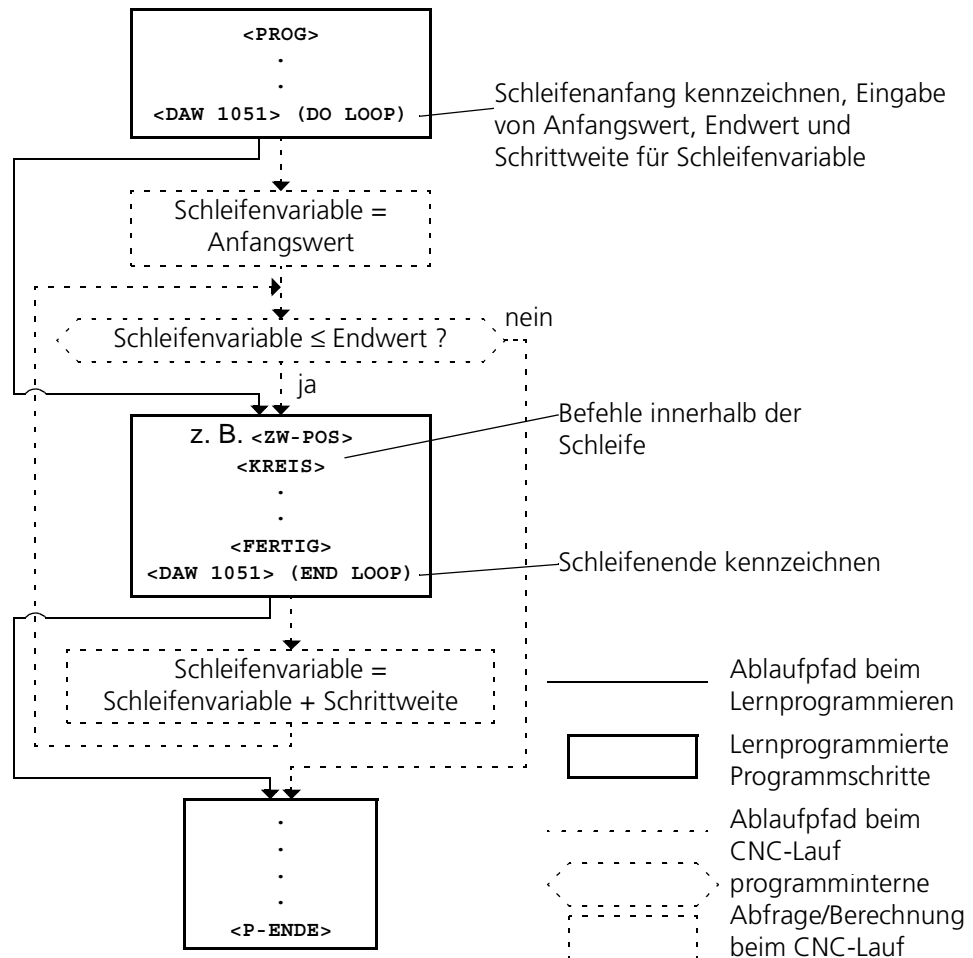 <PROG>
.
.
<DAW 1051> (DO LOOP)
Schleifenanfang kennzeichnen, Eingabe
von Anfangswert, Endwert und
Schrittweite für Schleifenvariable
Schleifenvariable =
Anfangswert
Schleifenvariable ≤ Endwert ?
nein
ja
z. B. <ZW-POS>
<KREIS>
.
.
<FERTIG>
<DAW 1051> (END LOOP)
Befehle innerhalb der
Schleife
Schleifenende kennzeichnen
Schleifenvariable =
Schleifenvariable + Schrittweite
.
.
.
.
<P-ENDE>
Ablaufpfad beim
Lernprogrammieren
Lernprogrammierte
Programmschritte
Ablaufpfad beim
CNC-Lauf
programminterne
Abfrage/Berechnung
beim CNC-Lauf